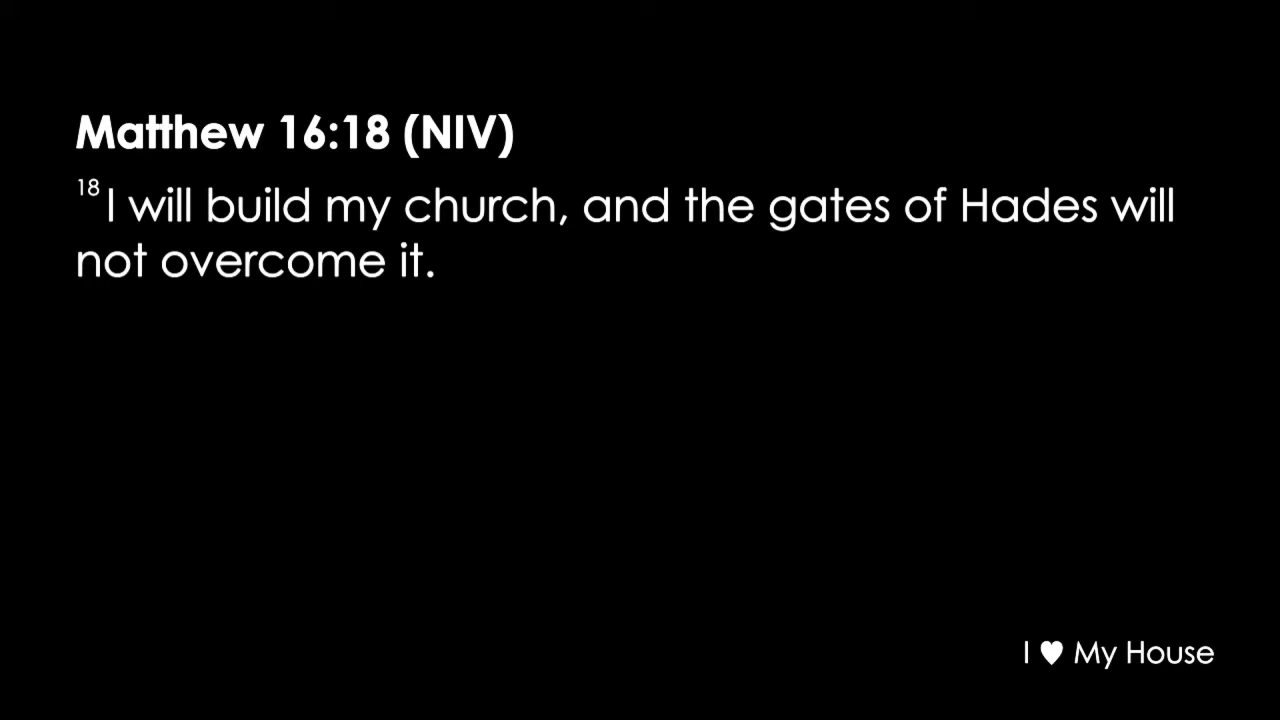 Matthew 16:18 (NIV)
18 I will build my church, and the gates of Hades will
not overcome it.
I ♥ My House